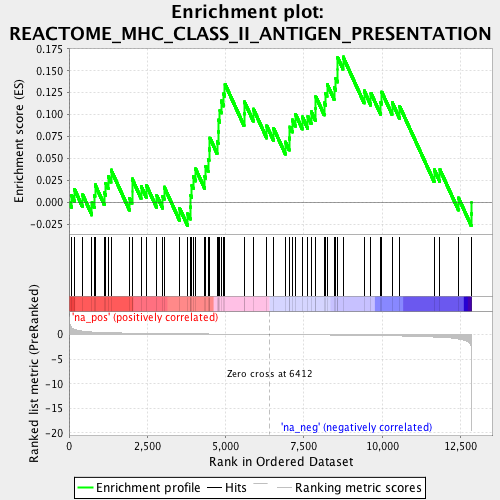 Enrichment plot:
REACTOME_MHC_CLASS_II_ANTIGEN_PRESENTATION
Enrichment score (ES)
0.175
0.150
0.125
0.100
0.075
0.050
0.025
0.000
-0.025
'na_pos' (positively correlated)
Ranked list metric (PreRanked)
0
-5
-10
-15
-20
Zero cross at 6412
'na_neg' (negatively correlated)
0
2,500
5,000
7,500
10,000
12,500
Rank in Ordered Dataset
Enrichment profile
Hits
Ranking metric scores